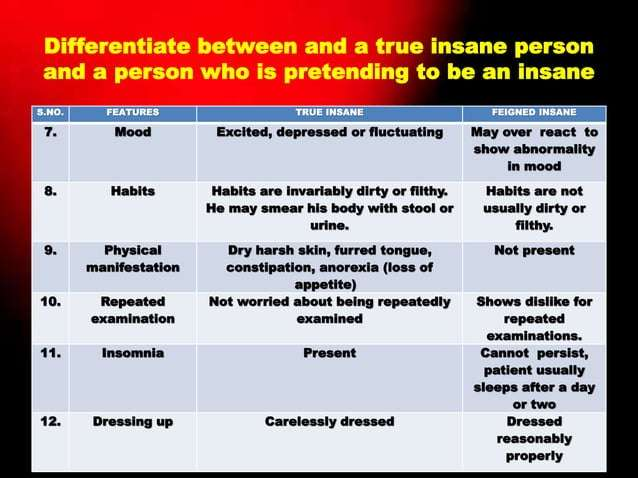 Differentiate between and a true insane person
and a person who is pretending to be an insane
S.NO. FEATURES TRUE INSANE FEIGNED INSANE
7. Mood Excited, depressed or fluctuating May over react to
show abnormality
in mood
8. Habits Habits are invariably dirty or filthy. Habits are not
He may smear his body with stool or usually dirty or
urine. filthy.
9. Physical Dry harsh skin, furred tongue, Not present
manifestation constipation, anorexia (loss of
appetite)
10. Repeated Not worried about being repeatedly Shows dislike for
examination examined repeated
examinations.
11. Insomnia Present Cannot persist,
patient usually
sleeps after a day
or two
12. Dressing up Carelessly dressed Dressed
reasonably
properly